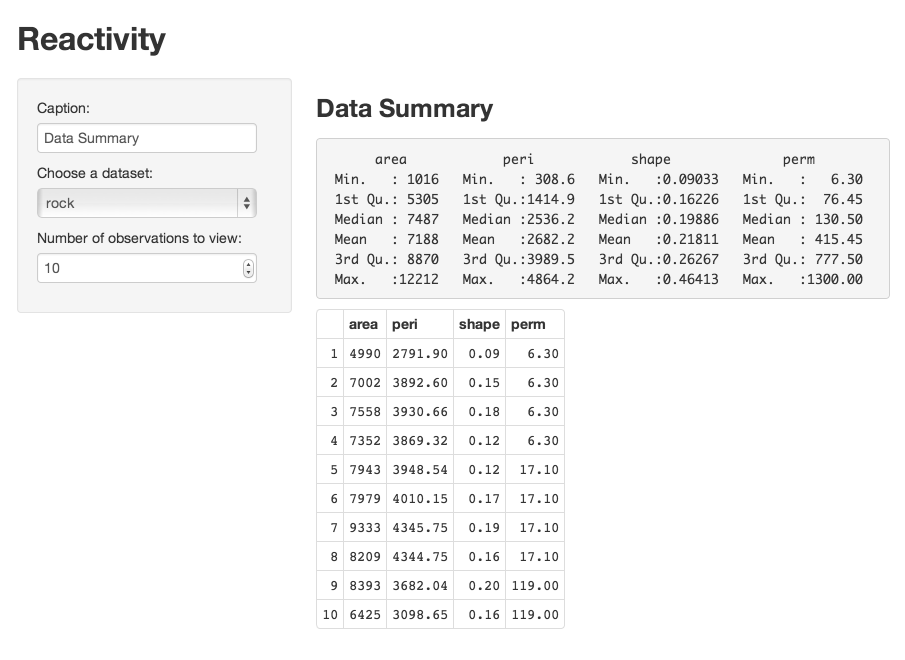 Reactivity
Caption:
Data Summary
Choose a dataset:
rock
Number of observations to view:
10
Data Summary
area peri shape perm
Min. : 1016 Min. : 308.6 Min. :0.09033 Min. : 6.30
1st Qu.: 5305 1st Qu.:1414.9 1st Qu.:0.16226 1st Qu.: 76.45
Median : 7487 Median :2536.2 Median :0.19886 Median : 130.50
Mean : 7188 Mean :2682.2 Mean :0.21811 Mean : 415.45
3rd Qu.: 8870 3rd Qu.:3989.5 3rd Qu.:0.26267 3rd Qu.: 777.50
Max. :12212 Max. :4864.2 Max. :0.46413 Max. :1300.00
area peri shape perm
1 4990 2791.90 0.09 6.30
2 7002 3892.60 0.15 6.30
3 7558 3930.66 0.18 6.30
4 7352 3869.32 0.12 6.30
5 7943 3948.54 0.12 17.10
6 7979 4010.15 0.17 17.10
7 9333 4345.75 0.19 17.10
8 8209 4344.75 0.16 17.10
9 8393 3682.04 0.20 119.00
10 6425 3098.65 0.16 119.00